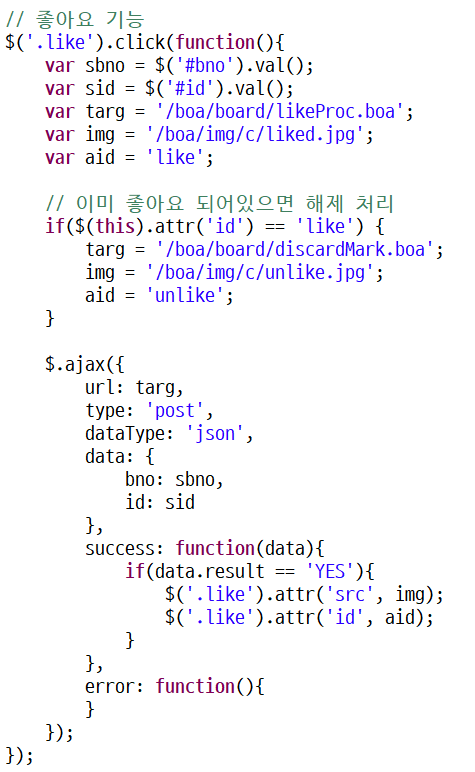 // 좋아요 기능
$('.like').click(function(){
    var sbno = $('#bno').val();
    var sid = $('#id').val();
    var targ = '/boa/board/likeProc.boa';
    var img = '/boa/img/c/liked.jpg';
    var aid = 'like';

    // 이미 좋아요 되어있으면 해제 처리
    if($(this).attr('id') == 'like') {
        targ = '/boa/board/discardMark.boa';
        img = '/boa/img/c/unlike.jpg';
        aid = 'unlike';
    }

    $.ajax({
        url: targ,
        type: 'post',
        dataType: 'json',
        data: {
            bno: sbno,
            id: sid
        },
        success: function(data){
            if(data.result == 'YES'){
                $('.like').attr('src', img);
                $('.like').attr('id', aid);
            }
        },
        error: function(){
        }
    });
});